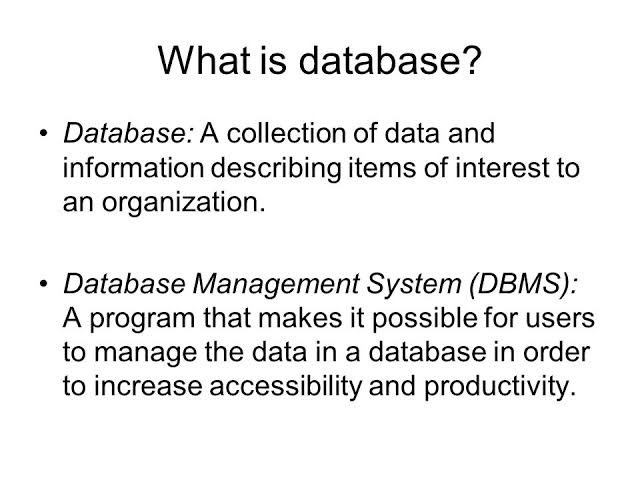 What is database?
• Database: A collection of data and
information describing items of interest to
an organization.
• Database Management System (DBMS):
A program that makes it possible for users
to manage the data in a database in order
to increase accessibility and productivity.